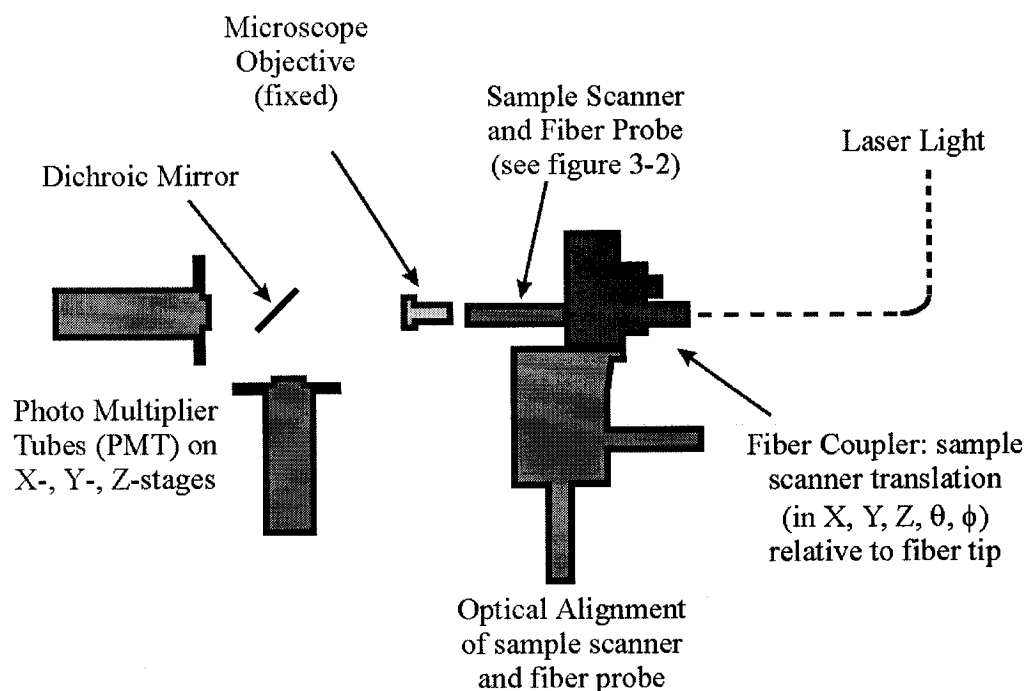 Microscope
Objective
(fixed)
Sample Scanner
and Fiber Probe
(see figure 3-2)
Laser Light
Dichroic Mirror
Photo Multiplier
Tubes (PMT) on
X-, Y-, Z-stages
Fiber Coupler: sample
scanner translation
(in X, Y, Z, θ, ϕ)
relative to fiber tip
Optical Alignment
of sample scanner
and fiber probe